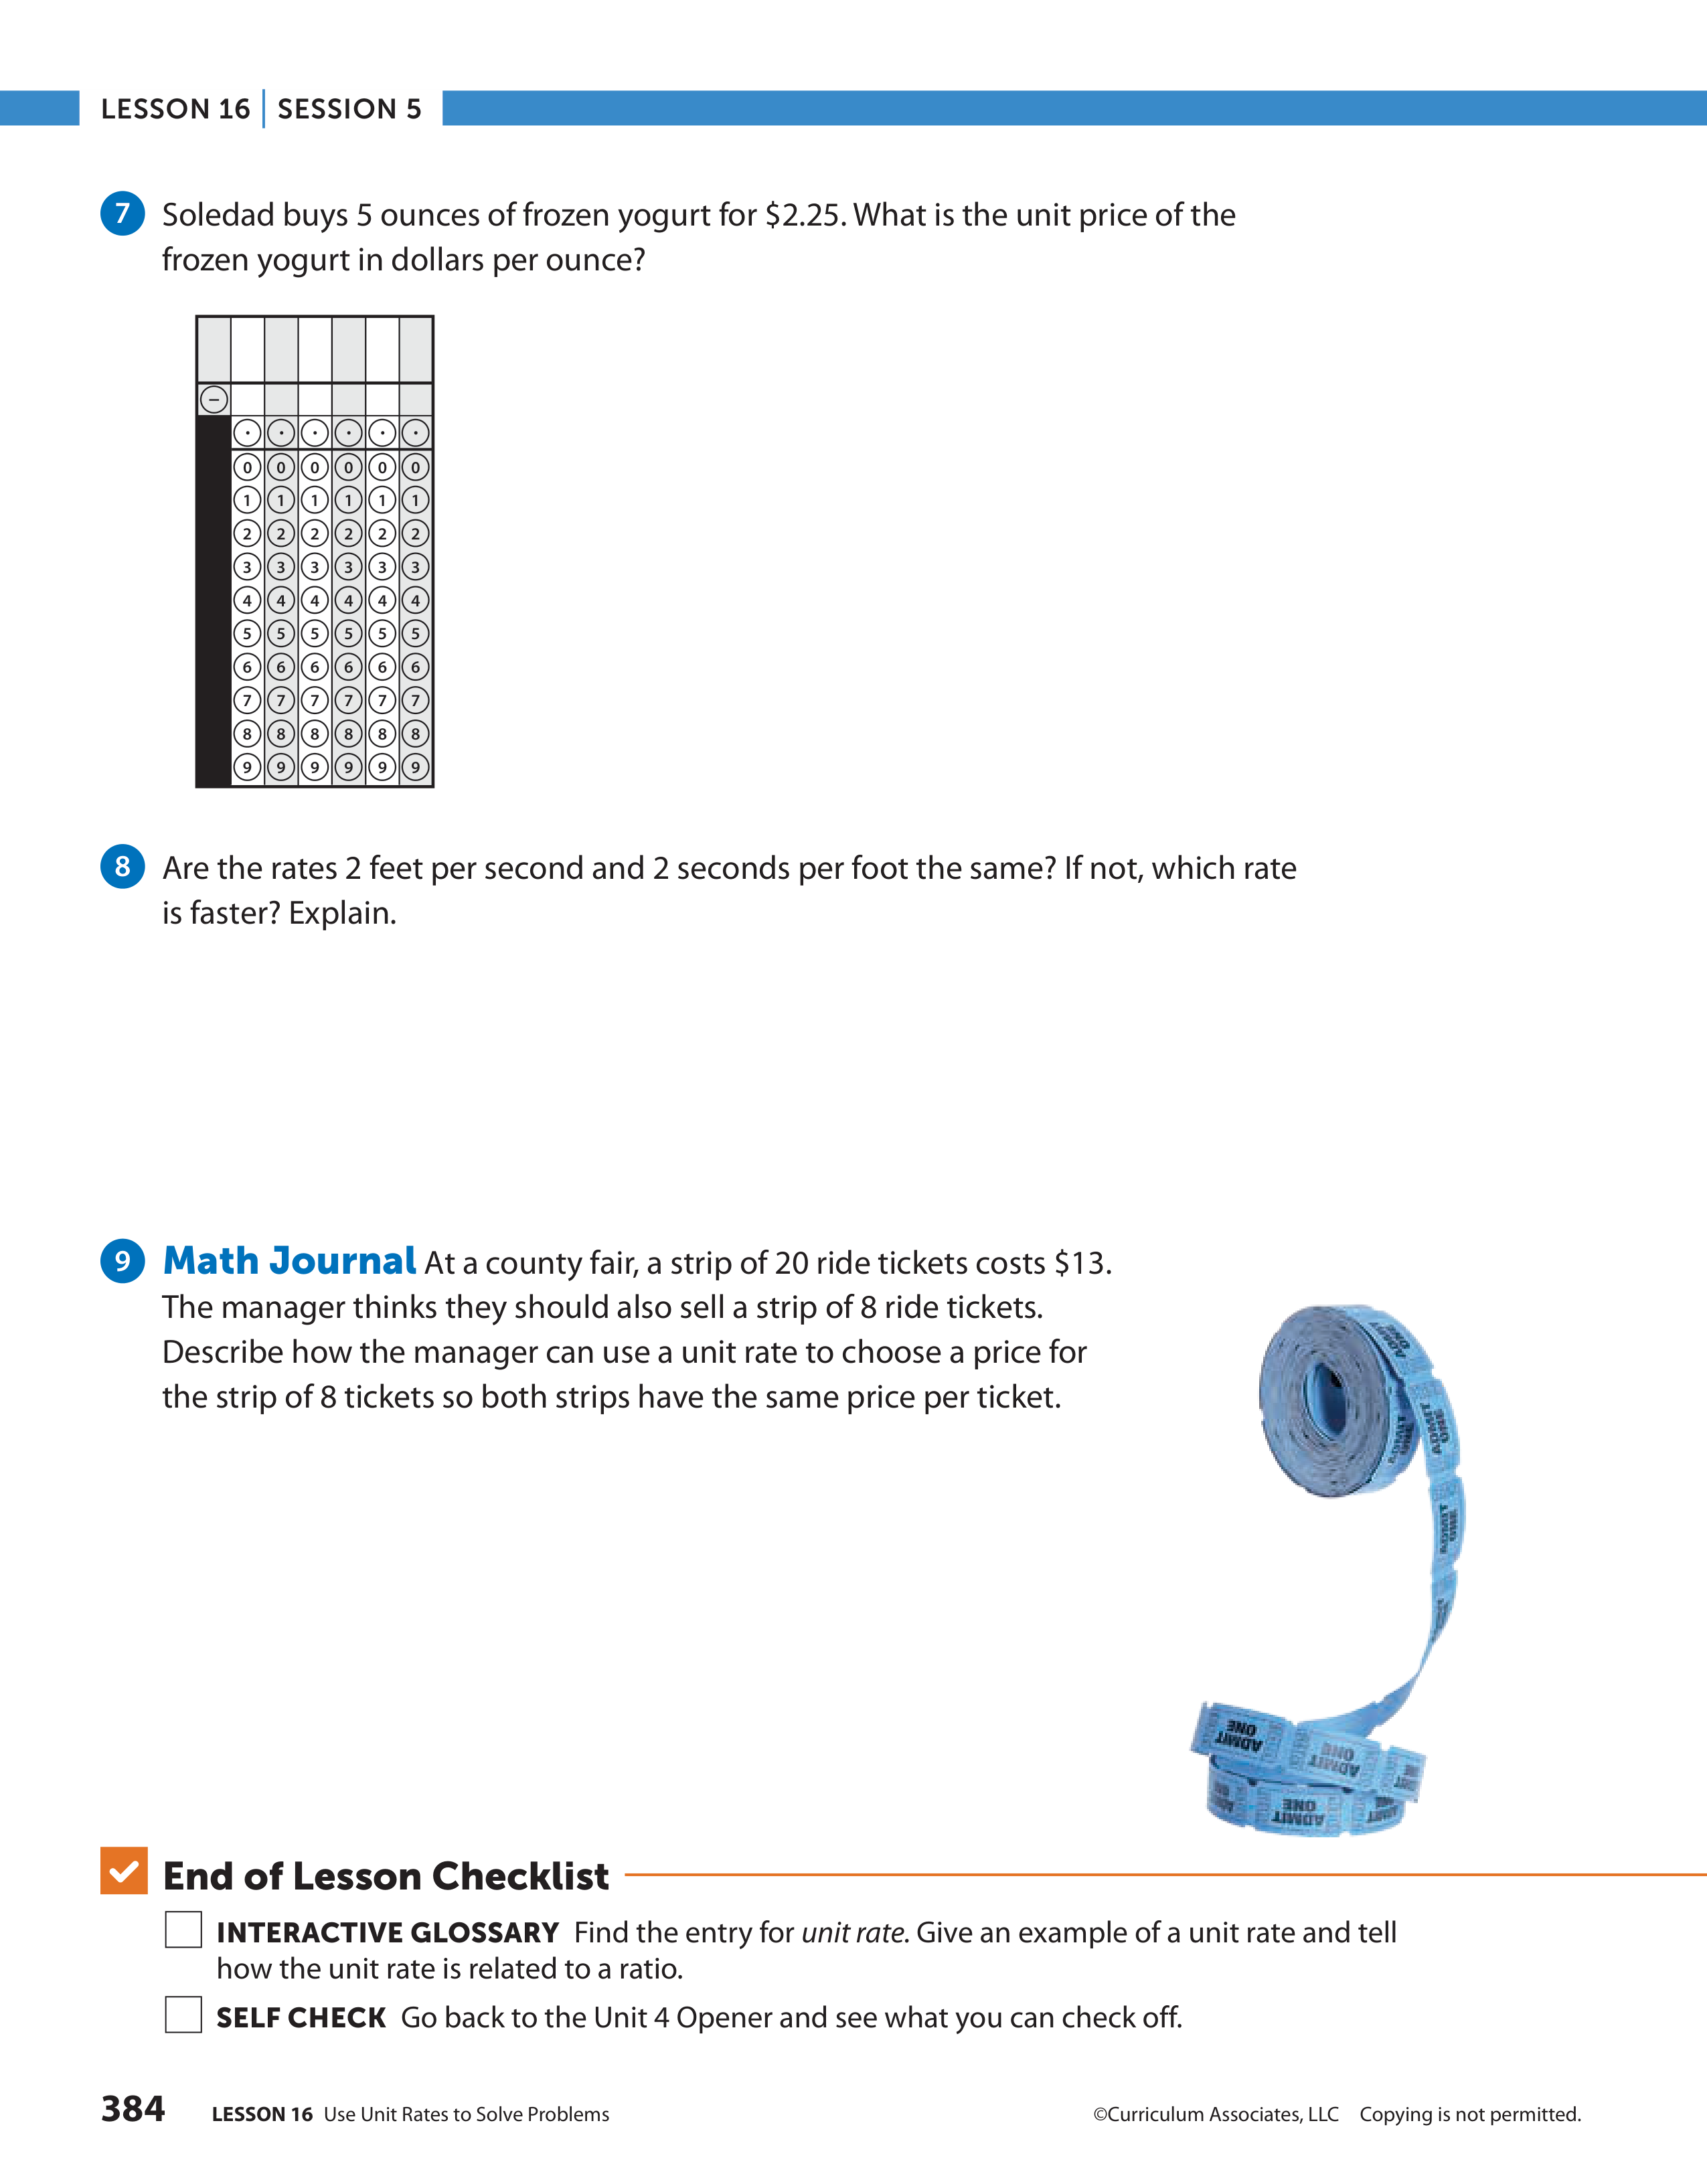 LESSON 16 | SESSION 5
7 Soledad buys 5 ounces of frozen yogurt for $2.25. What is the unit price of the
frozen yogurt in dollars per ounce?
−
. . . . . .
0 0 0 0 0 0
1 1 1 1 1 1
2 2 2 2 2 2
3 3 3 3 3 3
4 4 4 4 4 4
5 5 5 5 5 5
6 6 6 6 6 6
7 7 7 7 7 7
8 8 8 8 8 8
9 9 9 9 9 9
8 Are the rates 2 feet per second and 2 seconds per foot the same? If not, which rate
is faster? Explain.
9 Math Journal At a county fair, a strip of 20 ride tickets costs $13.
The manager thinks they should also sell a strip of 8 ride tickets.
Describe how the manager can use a unit rate to choose a price for
the strip of 8 tickets so both strips have the same price per ticket.
ADMIT
ONE
ADMIT
ONE
ADMIT
ONE
ADMIT
ONE
ADMIT
ONE
End of Lesson Checklist
INTERACTIVE GLOSSARY Find the entry for unit rate. Give an example of a unit rate and tell
how the unit rate is related to a ratio.
SELF CHECK Go back to the Unit 4 Opener and see what you can check off.
384 LESSON 16 Use Unit Rates to Solve Problems ©Curriculum Associates, LLC Copying is not permitted.